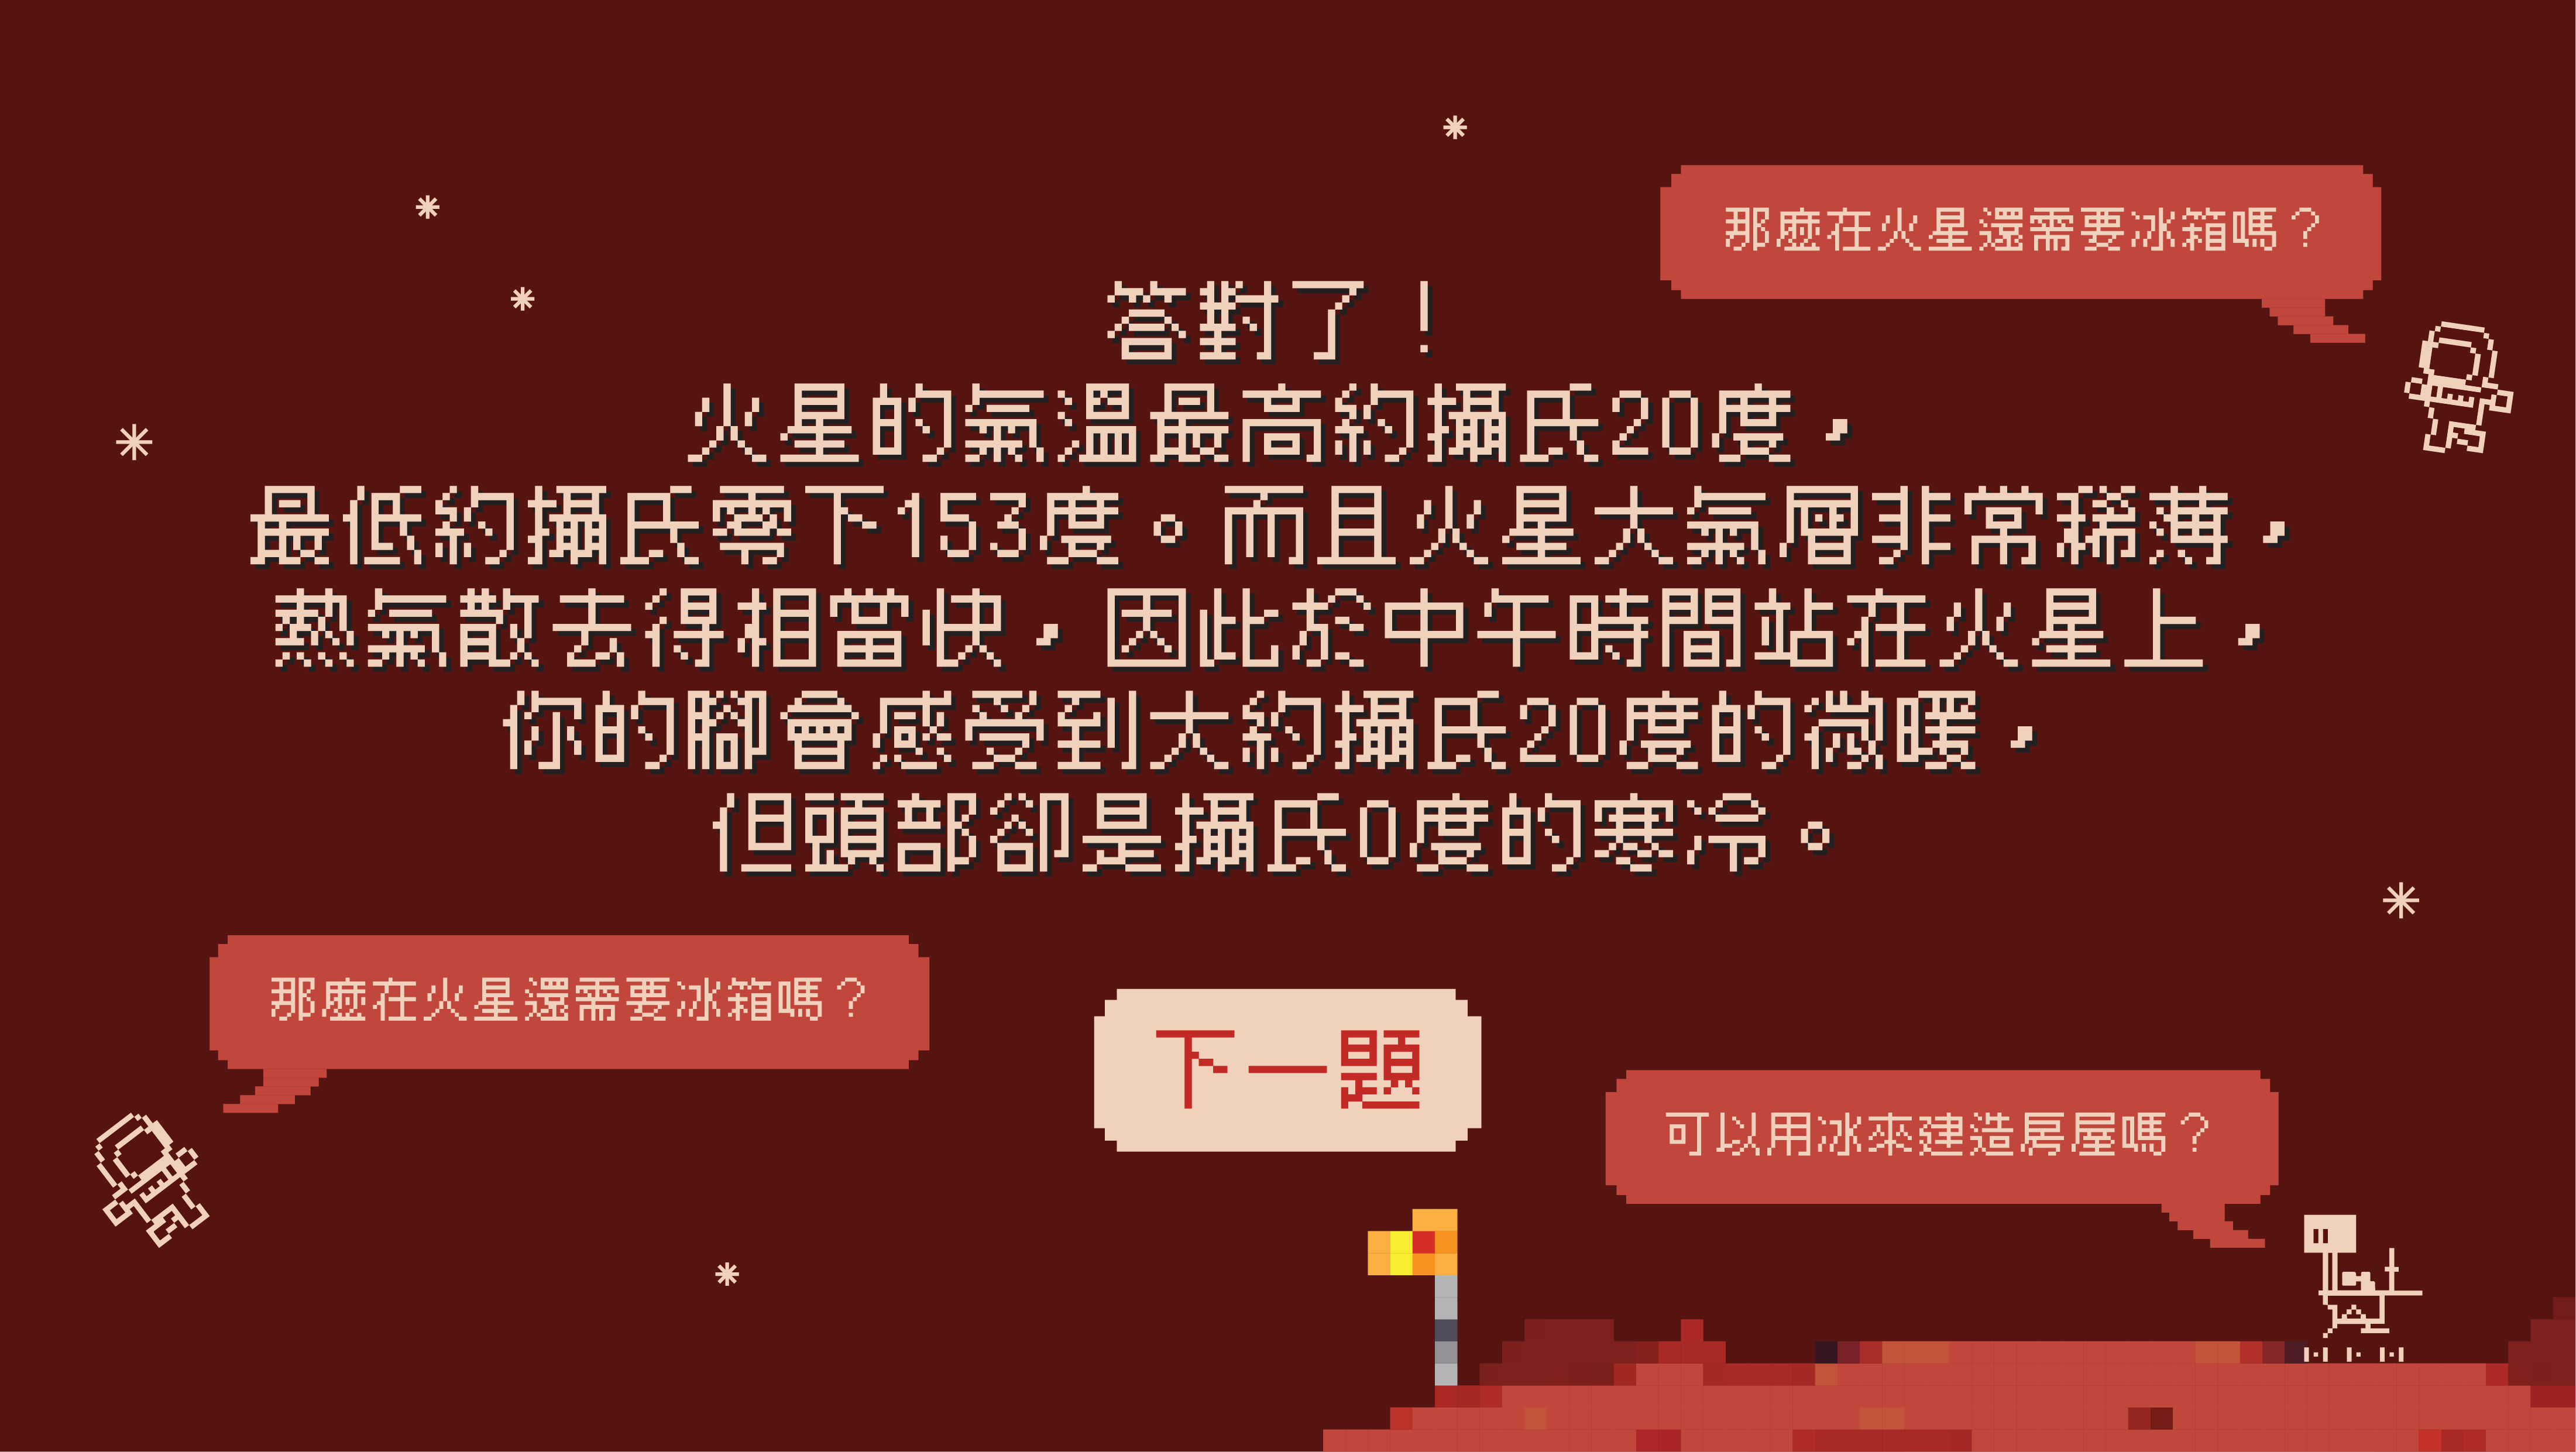 那麼在火星還需要冰箱嗎？
答對了！
火星的氣溫最高約攝氏20度，
最低約攝氏零下153度。而且火星大氣層非常稀薄，
熱氣散去得相當快，因此於中午時間站在火星上，
你的腳會感受到大約攝氏20度的微暖，
但頭部卻是攝氏0度的寒冷。
那麼在火星還需要冰箱嗎？
下一題
可以用冰來建造房屋嗎？